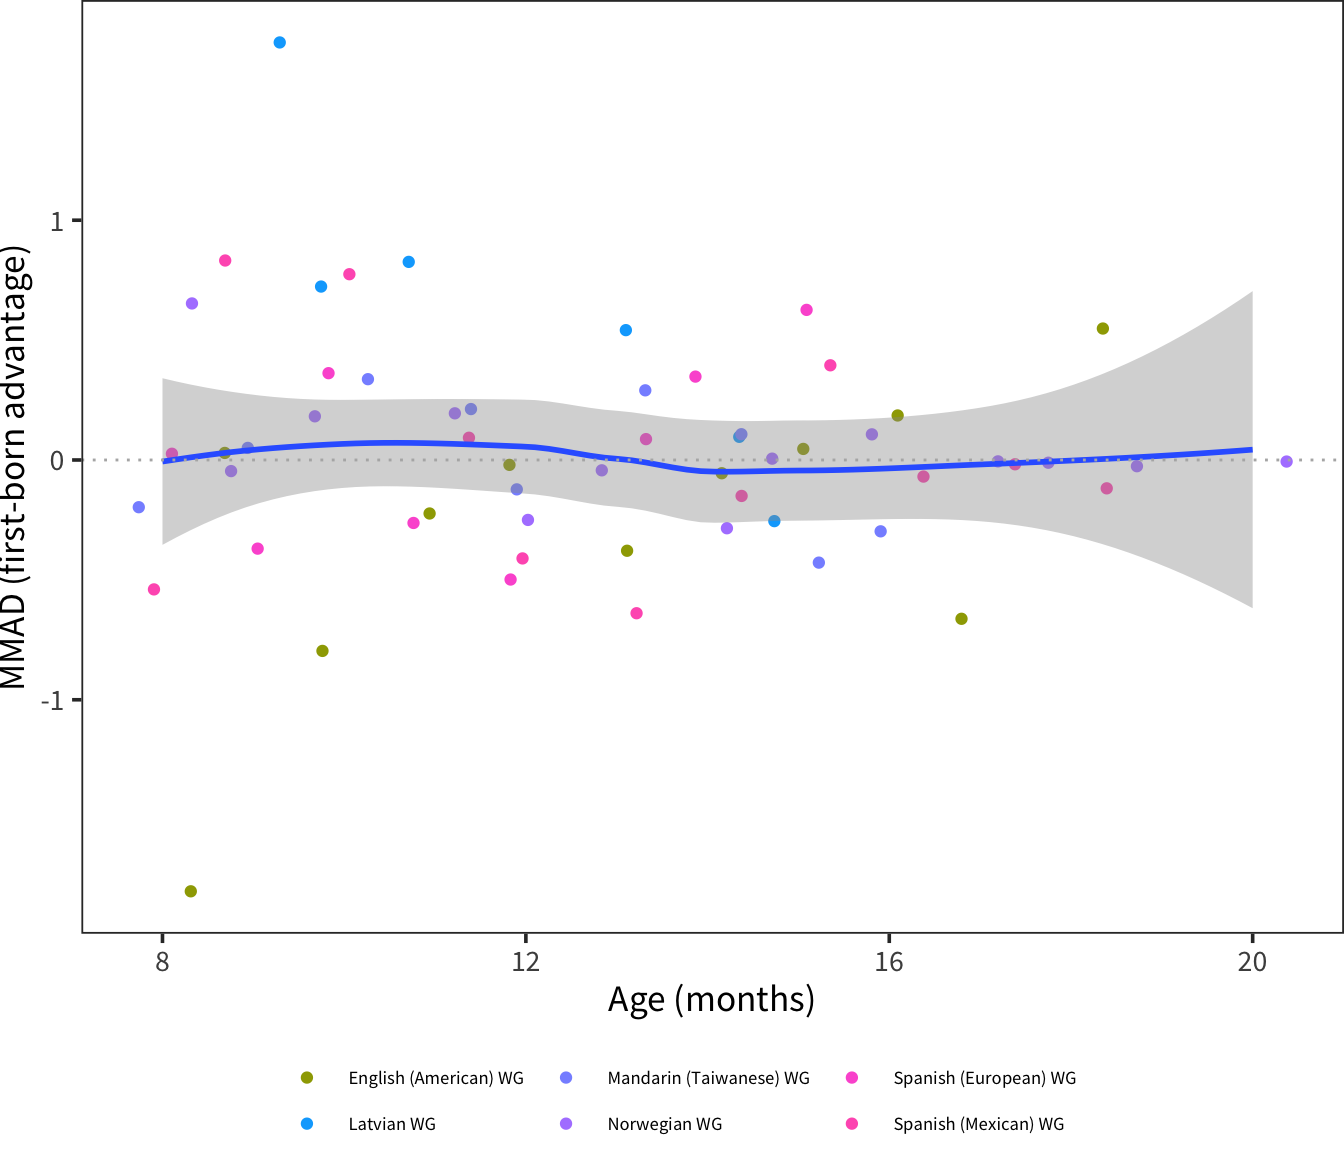 MMAD (first-born advantage)
1
0
-1
8
12
16
20
Age (months)
English (American) WG
Mandarin (Taiwanese) WG
Spanish (European) WG
Latvian WG
Norwegian WG
Spanish (Mexican) WG